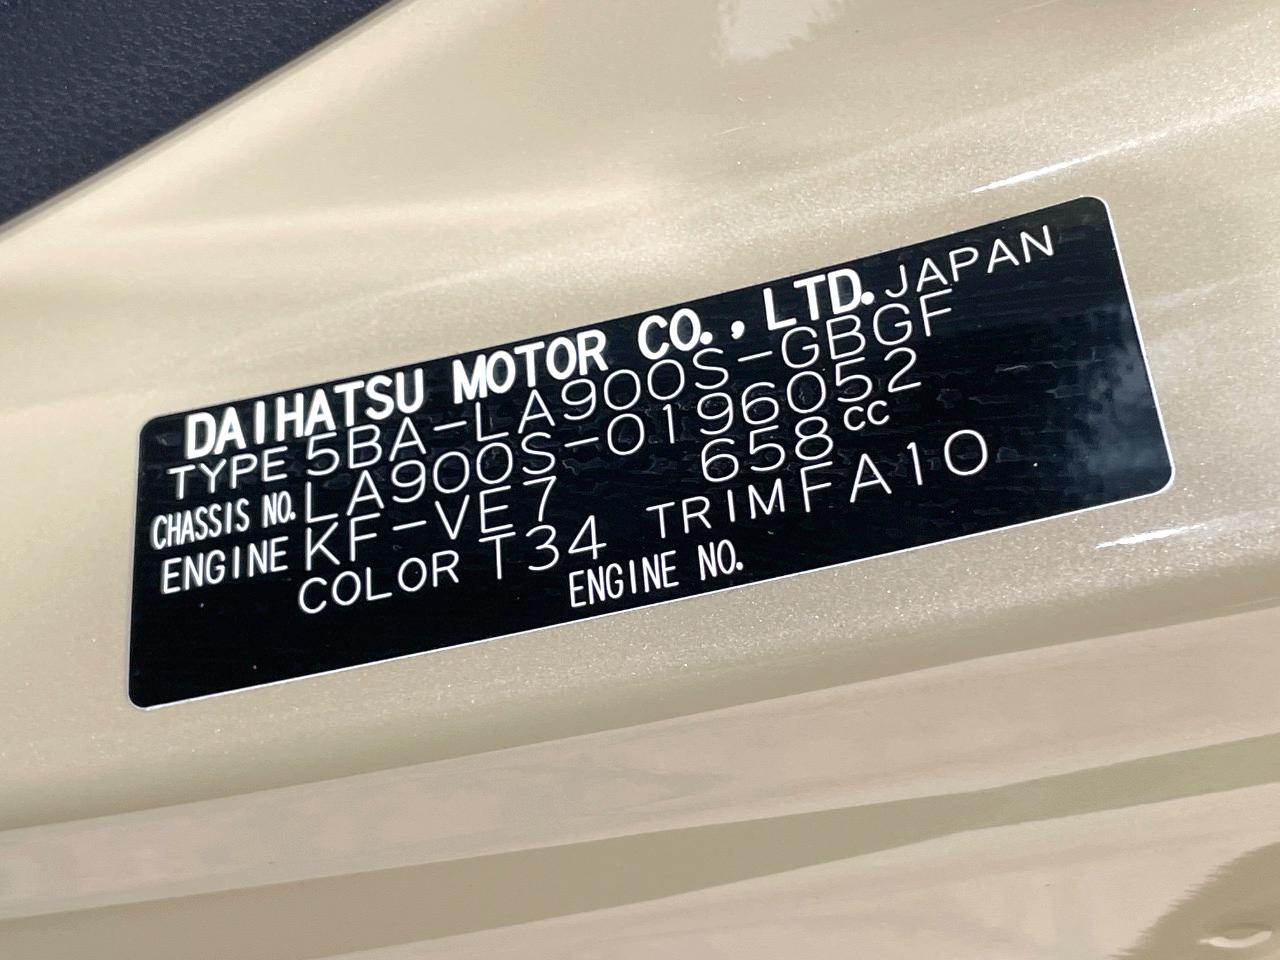 DAIHATSU MOTOR CO., LTD. JAPAN
TYPE 5BA-LA900S-GBGF
CHASSIS NO. LA900S-0196052
ENGINE KF-VE7 658cc
COLOR T34 TRIM FA10
ENGINE NO.